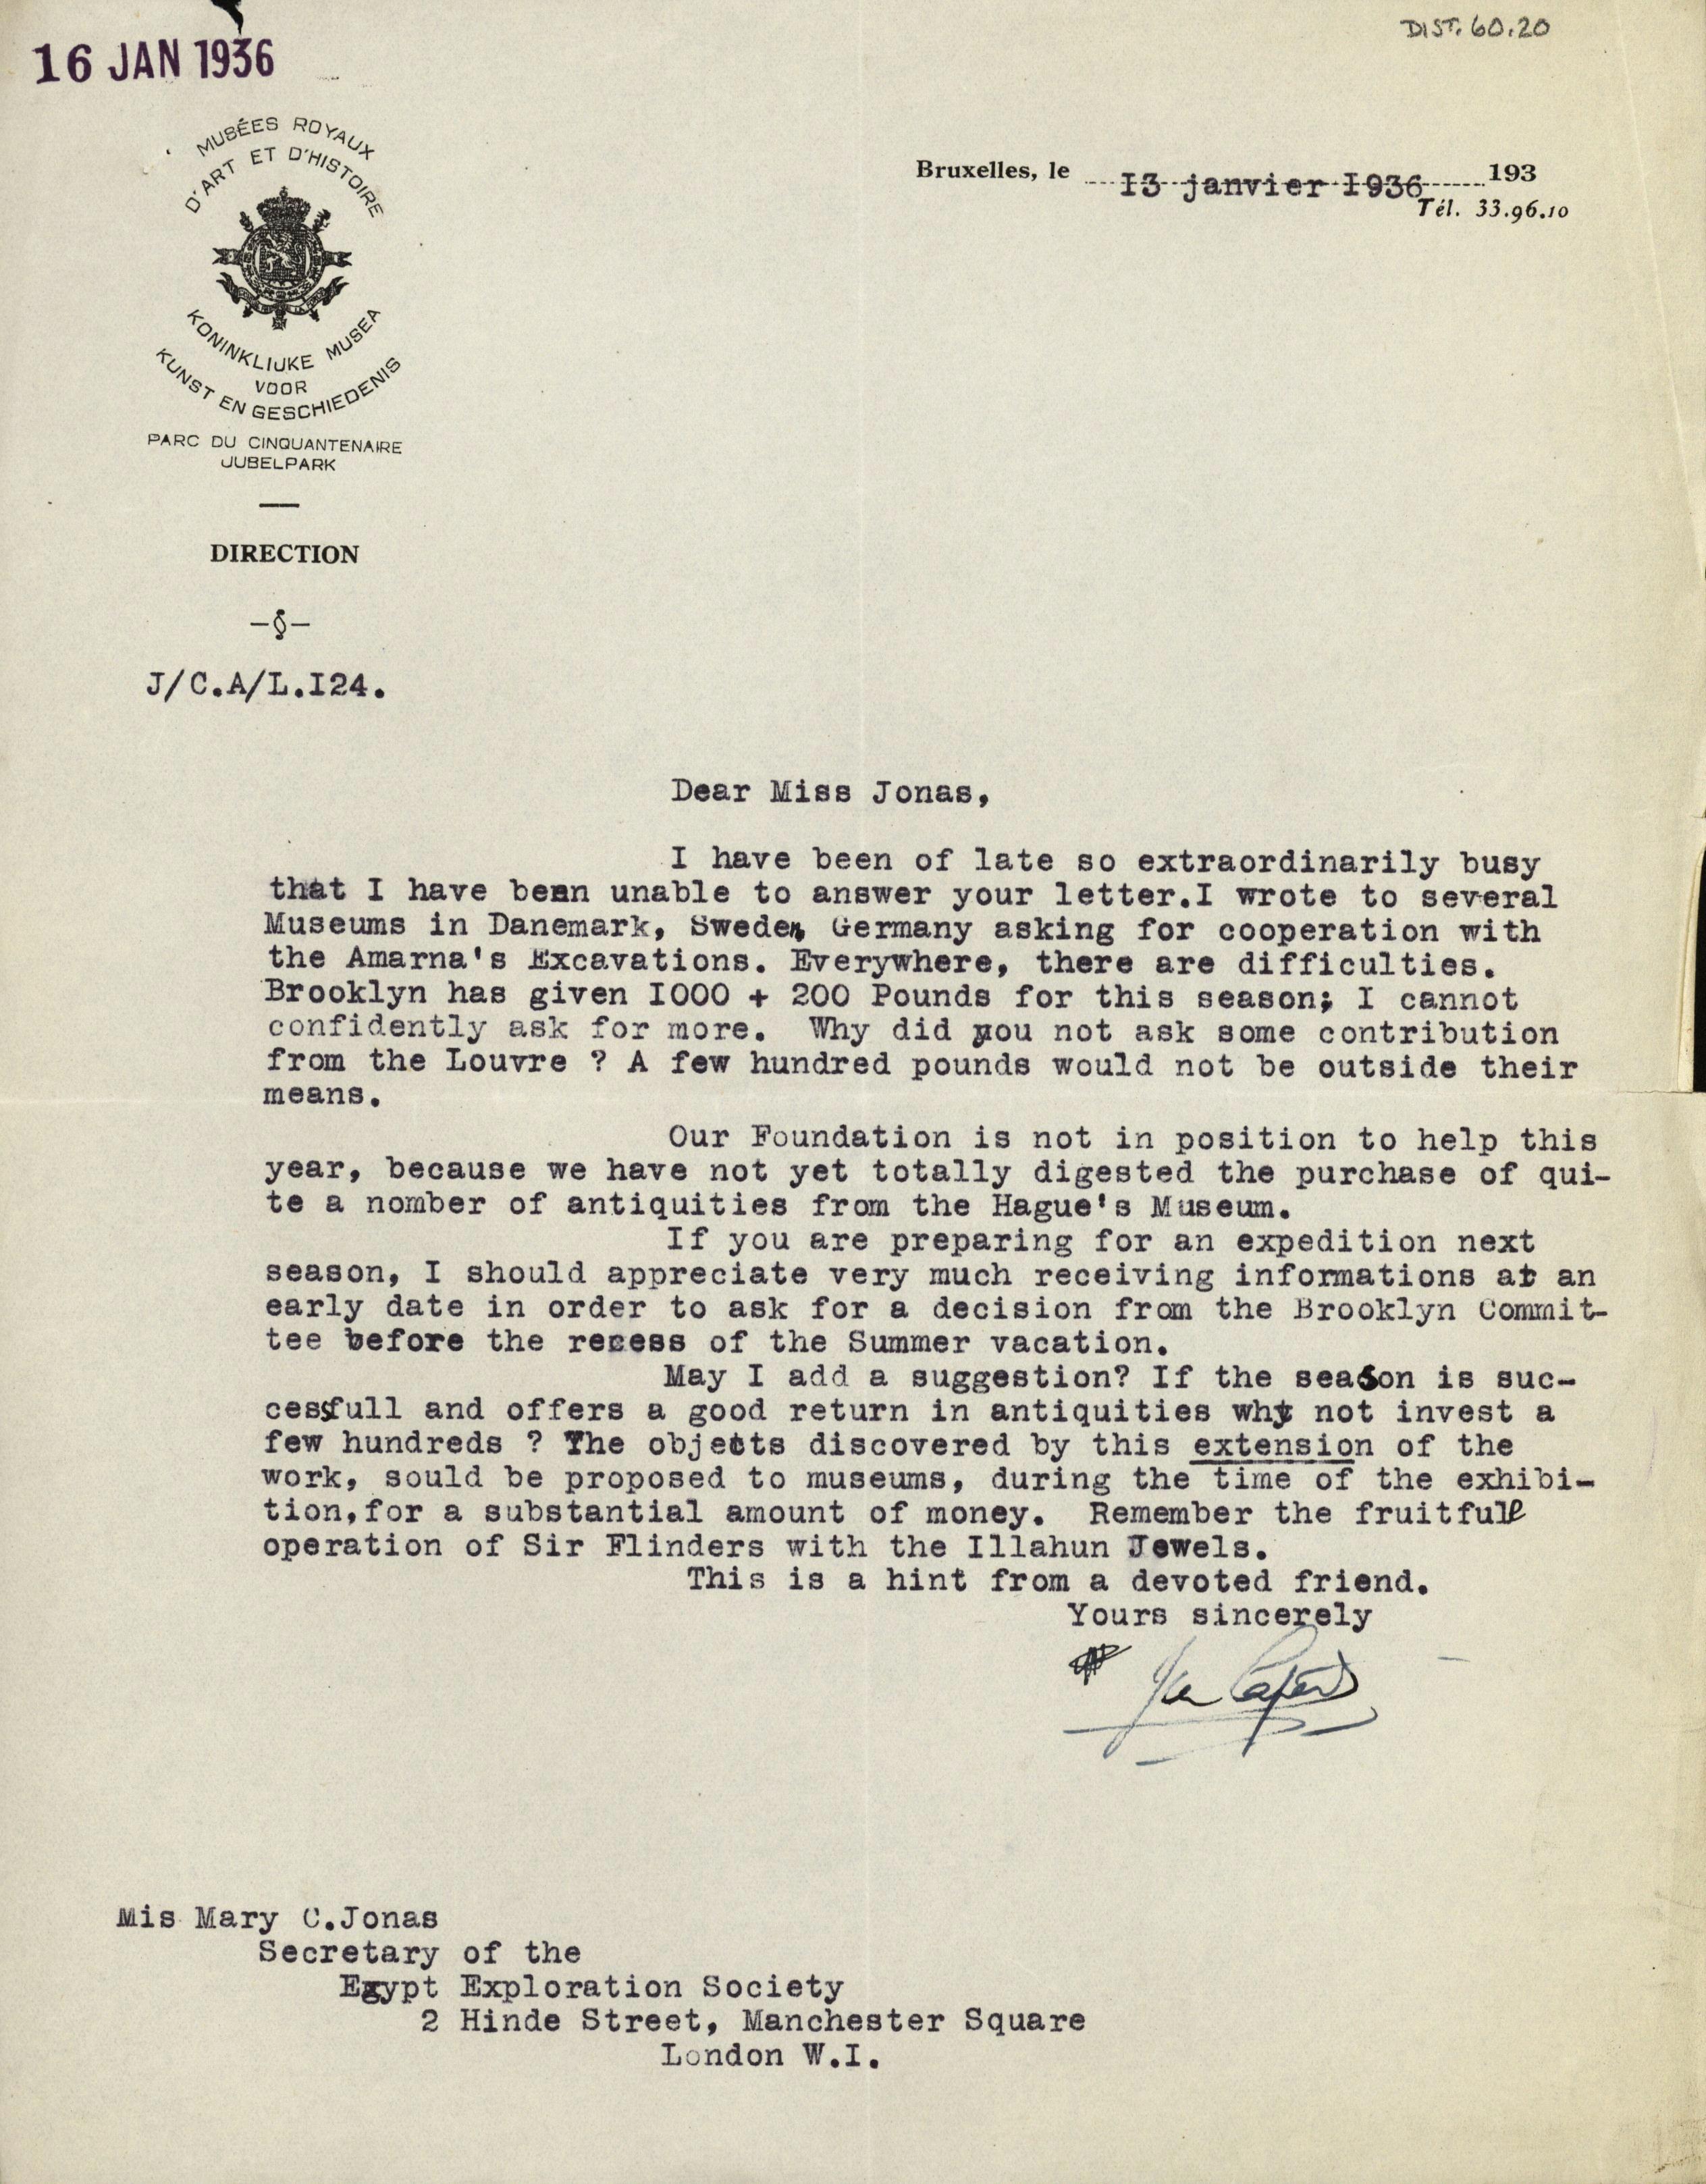 DIST. 60.20
16 JAN 1936
MUSÉES ROYAUX
D'ART ET D'HISTOIRE
KONINKLIJKE MUSEA
VOOR
KUNST EN GESCHIEDENIS
PARC DU CINQUANTENAIRE
JUBELPARK
DIRECTION
—§—
J/C.A/L.I24.
Bruxelles, le I3 janvier I936 193
Tél. 33.96.10
Dear Miss Jonas,
I have been of late so extraordinarily busy
that I have been unable to answer your letter.I wrote to several
Museums in Danemark, Sweden Germany asking for cooperation with
the Amarna's Excavations. Everywhere, there are difficulties.
Brooklyn has given I000 + 200 Pounds for this season; I cannot
confidently ask for more. Why did you not ask some contribution
from the Louvre ? A few hundred pounds would not be outside their
means.
Our Foundation is not in position to help this
year, because we have not yet totally digested the purchase of qui-
te a nomber of antiquities from the Hague's Museum.
If you are preparing for an expedition next
season, I should appreciate very much receiving informations at an
early date in order to ask for a decision from the Brooklyn Commit-
tee before the recess of the Summer vacation.
May I add a suggestion? If the season is suc-
cessfull and offers a good return in antiquities why not invest a
few hundreds ? The objects discovered by this extension of the
work, sould be proposed to museums, during the time of the exhibi-
tion,for a substantial amount of money. Remember the fruitfull
operation of Sir Flinders with the Illahun Jewels.
This is a hint from a devoted friend.
Yours sincerely
Jean Capart
Mis Mary C.Jonas
Secretary of the
Egypt Exploration Society
2 Hinde Street, Manchester Square
London W.I.